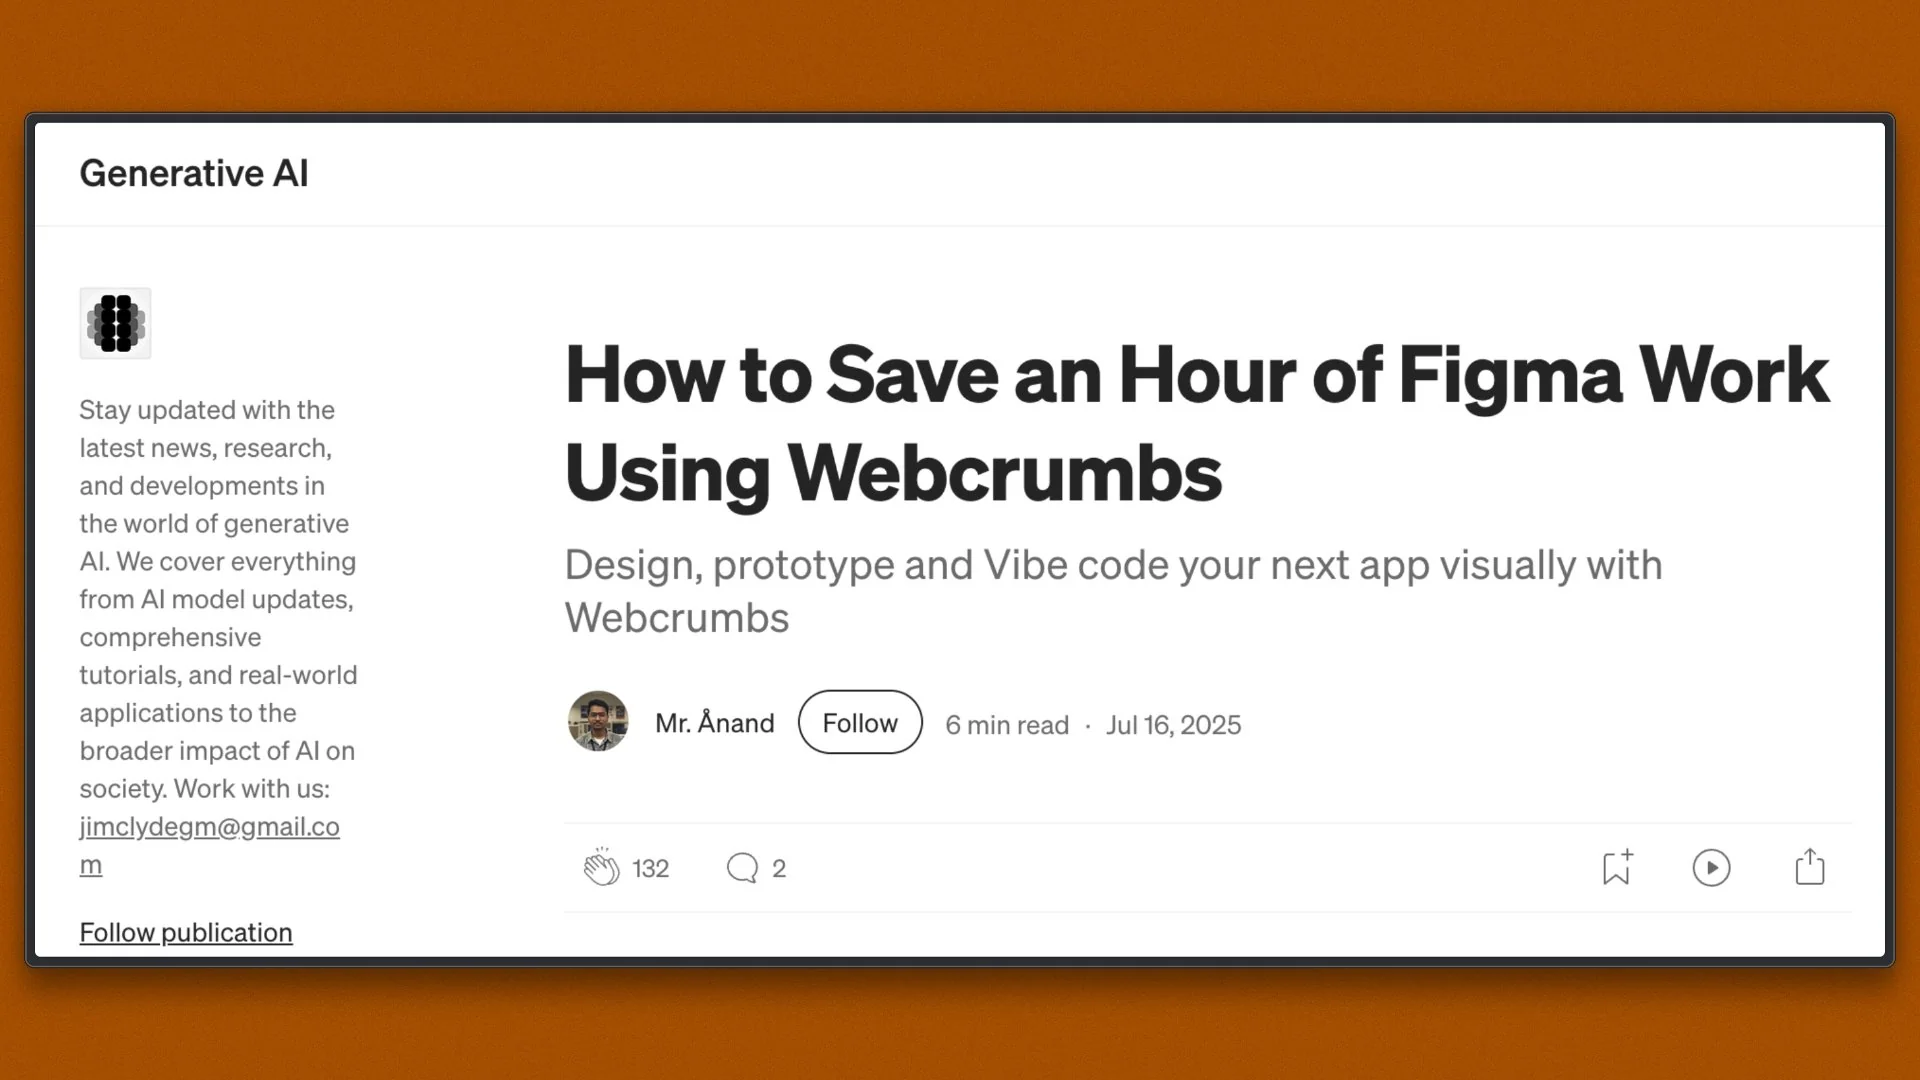 Generative AI
Stay updated with the
latest news, research,
and developments in
the world of generative
AI. We cover everything
from AI model updates,
comprehensive
tutorials, and real-world
applications to the
broader impact of AI on
society. Work with us:
jimclydegm@gmail.co
m
Follow publication
How to Save an Hour of Figma Work
Using Webcrumbs
Design, prototype and Vibe code your next app visually with
Webcrumbs
Mr. Ånand Follow 6 min read · Jul 16, 2025
132 2